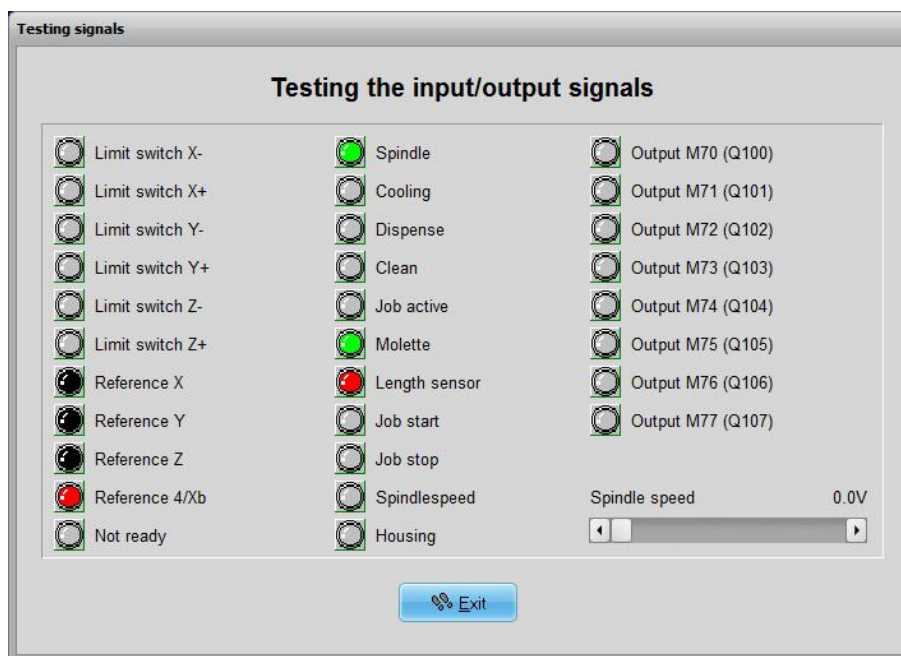 Testing signals
Testing the input/output signals
Limit switch X-
Limit switch X+
Limit switch Y-
Limit switch Y+
Limit switch Z-
Limit switch Z+
Reference X
Reference Y
Reference Z
Reference 4/Xb
Not ready
Spindle
Cooling
Dispense
Clean
Job active
Molette
Length sensor
Job start
Job stop
Spindlespeed
Housing
Output M70 (Q100)
Output M71 (Q101)
Output M72 (Q102)
Output M73 (Q103)
Output M74 (Q104)
Output M75 (Q105)
Output M76 (Q106)
Output M77 (Q107)
Spindle speed 0.0V
Exit